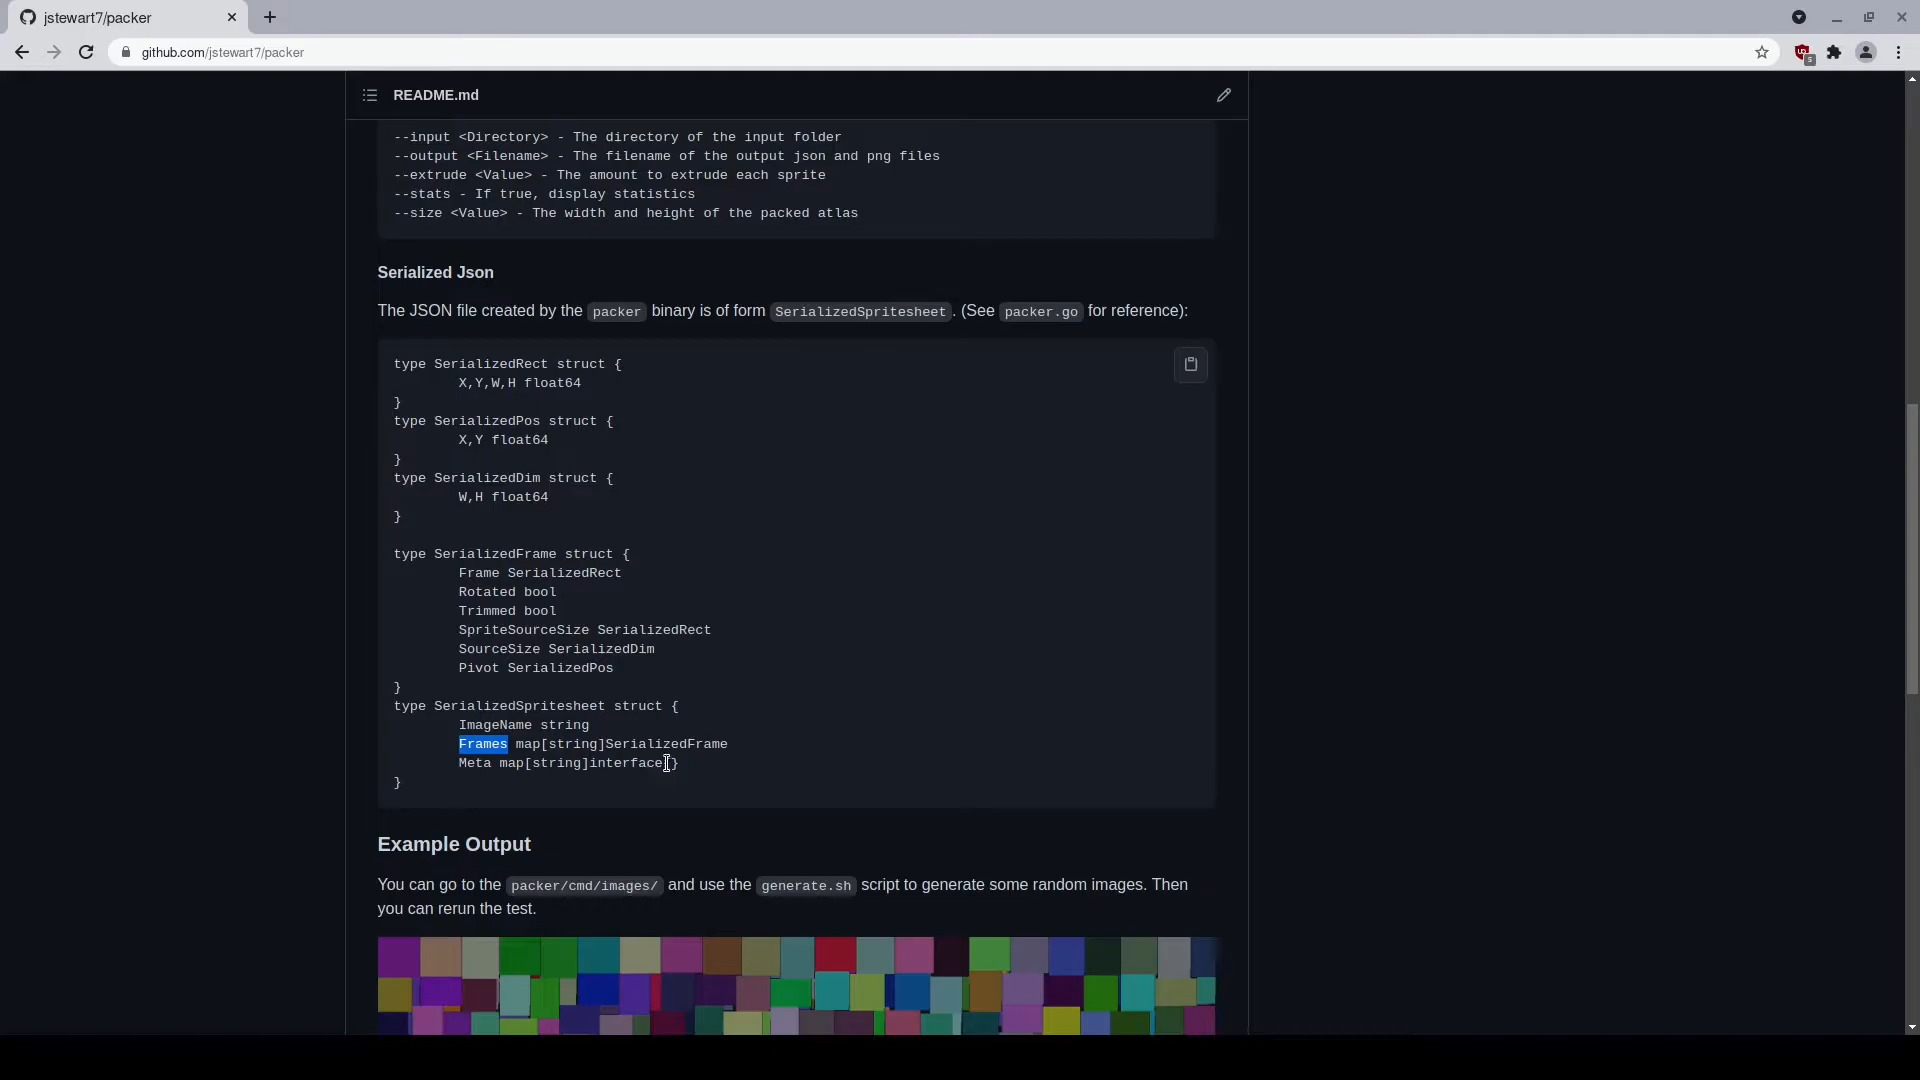 jstewart7/packer
github.com/jstewart7/packer
5
README.md
--input <Directory> - The directory of the input folder
--output <Filename> - The filename of the output json and png files
--extrude <Value> - The amount to extrude each sprite
--stats - If true, display statistics
--size <Value> - The width and height of the packed atlas
Serialized Json
The JSON file created by the packer binary is of form SerializedSpritesheet. (See packer.go for reference):
type SerializedRect struct {
X,Y,W,H float64
}
type SerializedPos struct {
X,Y float64
}
type SerializedDim struct {
W,H float64
}
type SerializedFrame struct {
Frame SerializedRect
Rotated bool
Trimmed bool
SpriteSourceSize SerializedRect
SourceSize SerializedDim
Pivot SerializedPos
}
type SerializedSpritesheet struct {
ImageName string
Frames map[string]SerializedFrame
Meta map[string]interface{}
}
Example Output
You can go to the packer/cmd/images/ and use the generate.sh script to generate some random images. Then
you can rerun the test.